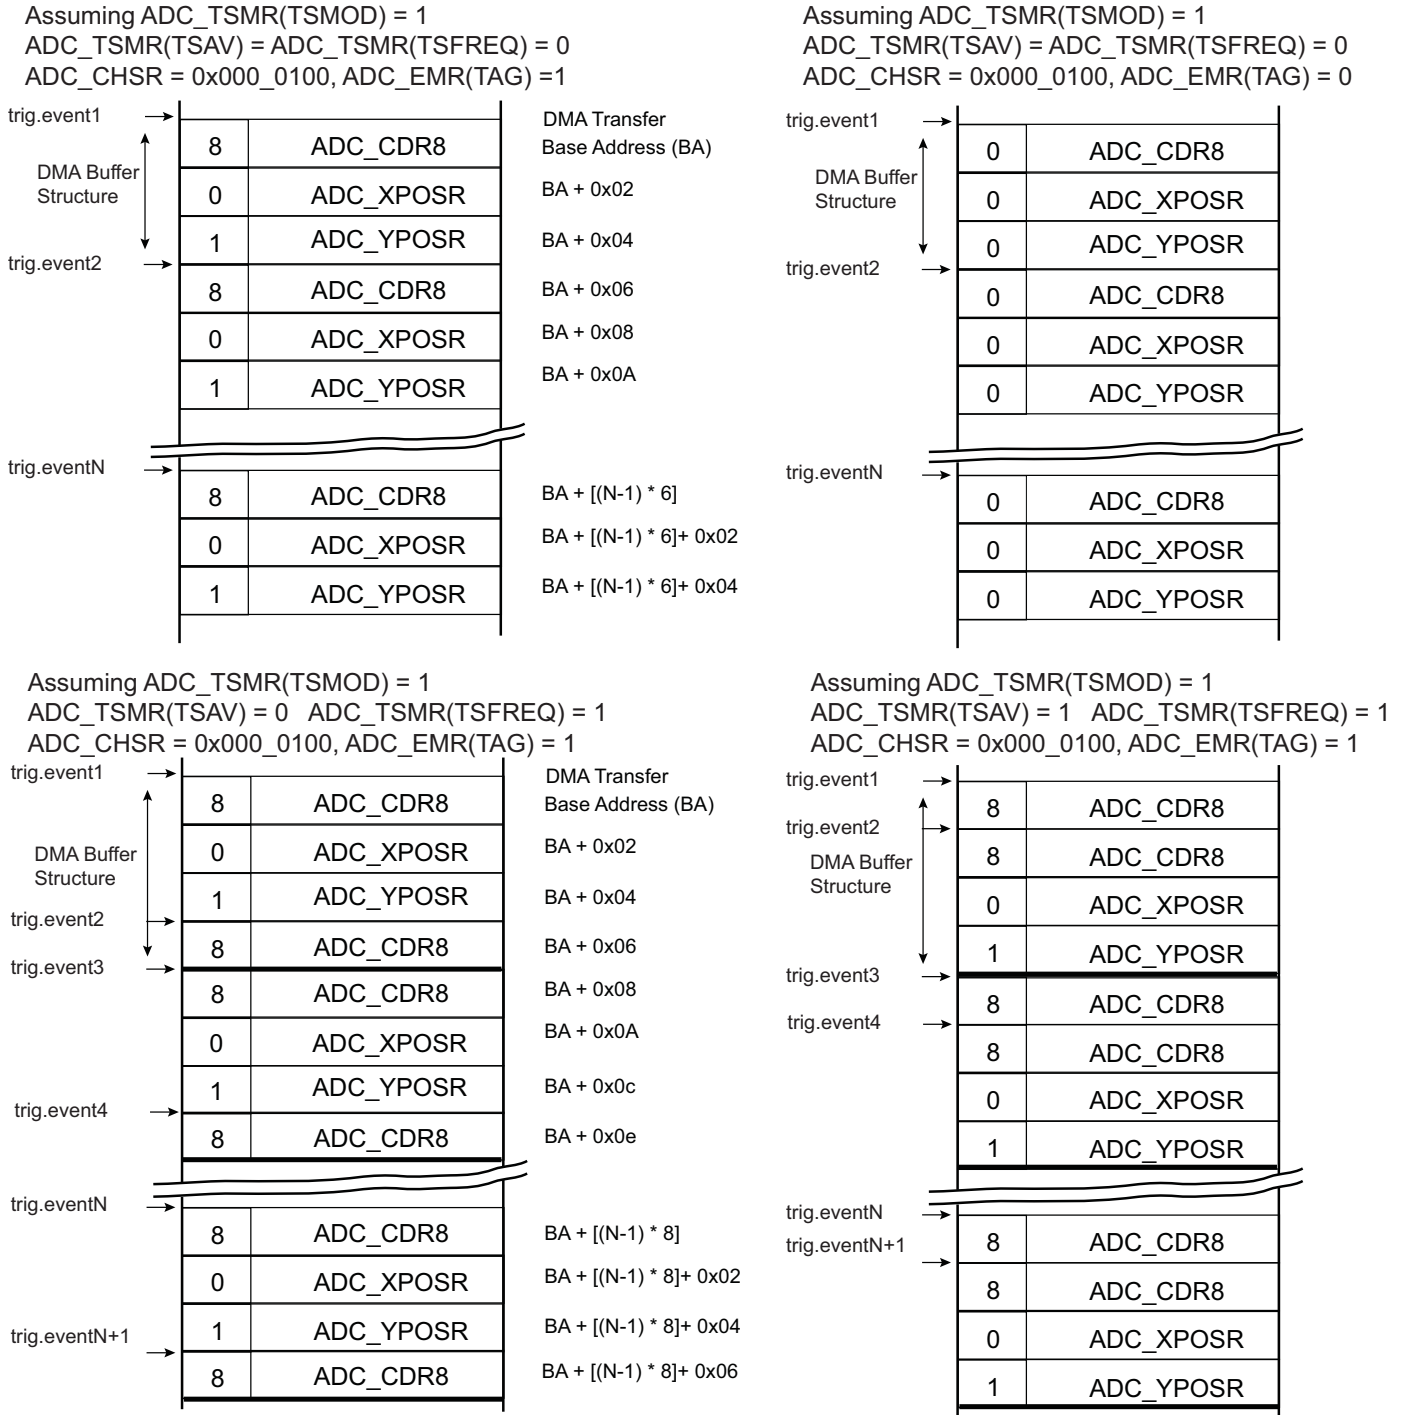 Assuming ADC_TSMR(TSMOD) = 1
ADC_TSMR(TSAV) = ADC_TSMR(TSFREQ) = 0
ADC_CHSR = 0x000_0100, ADC_EMR(TAG) =1
trig.event1
DMA Transfer
8 ADC_CDR8 Base Address (BA)
DMA Buffer
Structure
0 ADC_XPOSR BA + 0x02
1 ADC_YPOSR BA + 0x04
trig.event2
8 ADC_CDR8 BA + 0x06
0 ADC_XPOSR BA + 0x08
1 ADC_YPOSR BA + 0x0A
trig.eventN
8 ADC_CDR8 BA + [(N-1) * 6]
0 ADC_XPOSR BA + [(N-1) * 6]+ 0x02
1 ADC_YPOSR BA + [(N-1) * 6]+ 0x04
Assuming ADC_TSMR(TSMOD) = 1
ADC_TSMR(TSAV) = ADC_TSMR(TSFREQ) = 0
ADC_CHSR = 0x000_0100, ADC_EMR(TAG) = 0
trig.event1
0 ADC_CDR8
DMA Buffer
Structure
0 ADC_XPOSR
0 ADC_YPOSR
trig.event2
0 ADC_CDR8
0 ADC_XPOSR
0 ADC_YPOSR
trig.eventN
0 ADC_CDR8
0 ADC_XPOSR
0 ADC_YPOSR
Assuming ADC_TSMR(TSMOD) = 1
ADC_TSMR(TSAV) = 0 ADC_TSMR(TSFREQ) = 1
ADC_CHSR = 0x000_0100, ADC_EMR(TAG) = 1
trig.event1
DMA Transfer
8 ADC_CDR8 Base Address (BA)
DMA Buffer
Structure
0 ADC_XPOSR BA + 0x02
1 ADC_YPOSR BA + 0x04
trig.event2
8 ADC_CDR8 BA + 0x06
trig.event3
8 ADC_CDR8 BA + 0x08
0 ADC_XPOSR BA + 0x0A
1 ADC_YPOSR BA + 0x0c
trig.event4
8 ADC_CDR8 BA + 0x0e
trig.eventN
8 ADC_CDR8 BA + [(N-1) * 8]
0 ADC_XPOSR BA + [(N-1) * 8]+ 0x02
1 ADC_YPOSR BA + [(N-1) * 8]+ 0x04
trig.eventN+1
8 ADC_CDR8 BA + [(N-1) * 8]+ 0x06
Assuming ADC_TSMR(TSMOD) = 1
ADC_TSMR(TSAV) = 1 ADC_TSMR(TSFREQ) = 1
ADC_CHSR = 0x000_0100, ADC_EMR(TAG) = 1
trig.event1
8 ADC_CDR8
trig.event2
DMA Buffer
Structure
8 ADC_CDR8
0 ADC_XPOSR
1 ADC_YPOSR
trig.event3
8 ADC_CDR8
trig.event4
8 ADC_CDR8
0 ADC_XPOSR
1 ADC_YPOSR
trig.eventN
8 ADC_CDR8
trig.eventN+1
8 ADC_CDR8
0 ADC_XPOSR
1 ADC_YPOSR